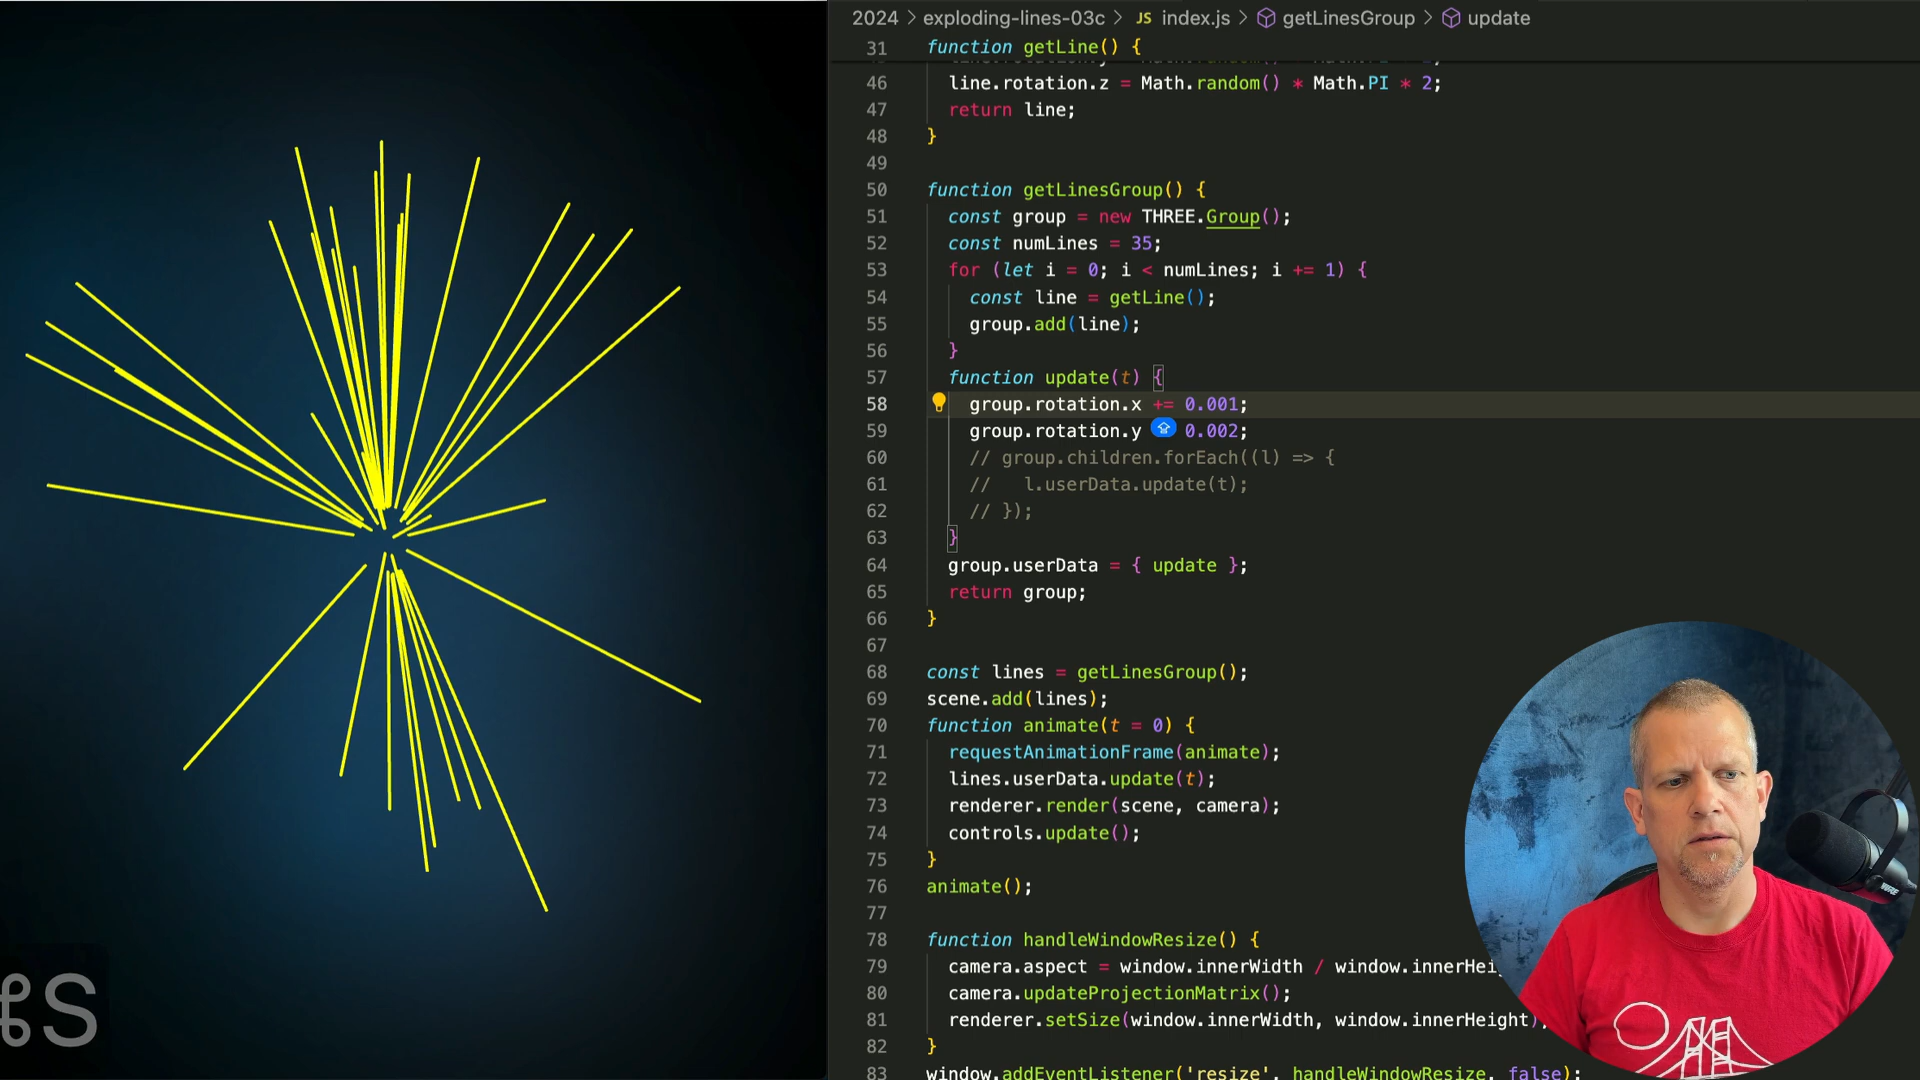 2024 > exploding-lines-03c > JS index.js > getLinesGroup > update
31 function getLine() {
46 line.rotation.z = Math.random() * Math.PI * 2;
47 return line;
48 }
49
50 function getLinesGroup() {
51 const group = new THREE.Group();
52 const numLines = 35;
53 for (let i = 0; i < numLines; i += 1) {
54 const line = getLine();
55 group.add(line);
56 }
57 function update(t) {
58 group.rotation.x += 0.001;
59 group.rotation.y 0.002;
60 // group.children.forEach((l) => {
61 // l.userData.update(t);
62 // });
63 }
64 group.userData = { update };
65 return group;
66 }
67
68 const lines = getLinesGroup();
69 scene.add(lines);
70 function animate(t = 0) {
71 requestAnimationFrame(animate);
72 lines.userData.update(t);
73 renderer.render(scene, camera);
74 controls.update();
75 }
76 animate();
77
78 function handleWindowResize() {
79 camera.aspect = window.innerWidth / window.innerHei
80 camera.updateProjectionMatrix();
81 renderer.setSize(window.innerWidth, window.innerHeight);
82 }
83 window.addEventListener('resize', handleWindowResize, false);
⌘S